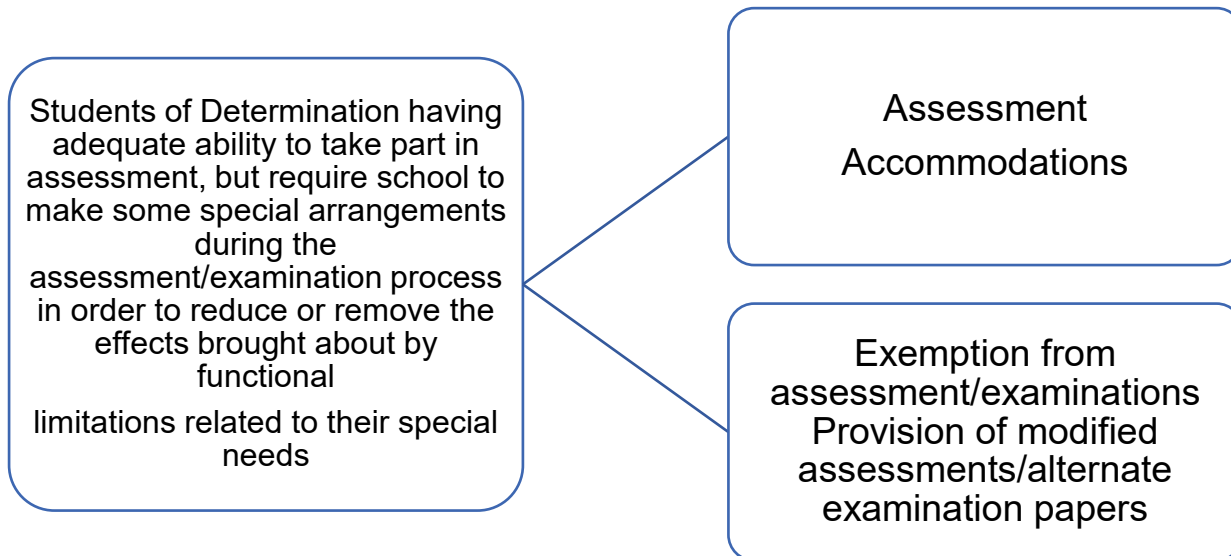 Students of Determination having
adequate ability to take part in
assessment, but require school to
make some special arrangements
during the
assessment/examination process
in order to reduce or remove the
effects brought about by
functional
limitations related to their special
needs
Assessment
Accommodations
Exemption from
assessment/examinations
Provision of modified
assessments/alternate
examination papers